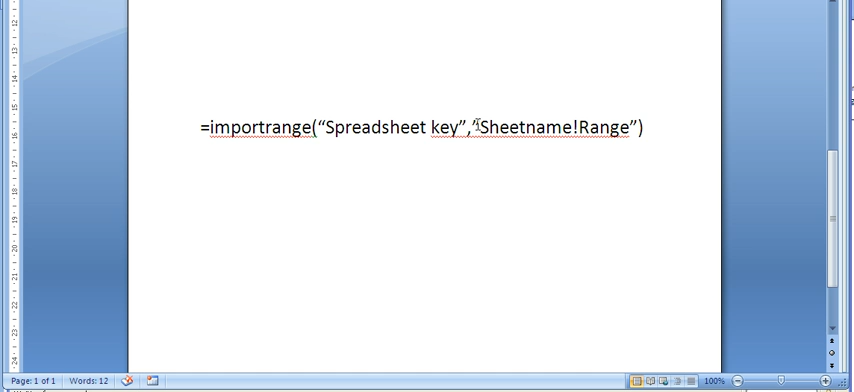 =importrange(“Spreadsheet key”,”Sheetname!Range”)
Page: 1 of 1 Words: 12 100%